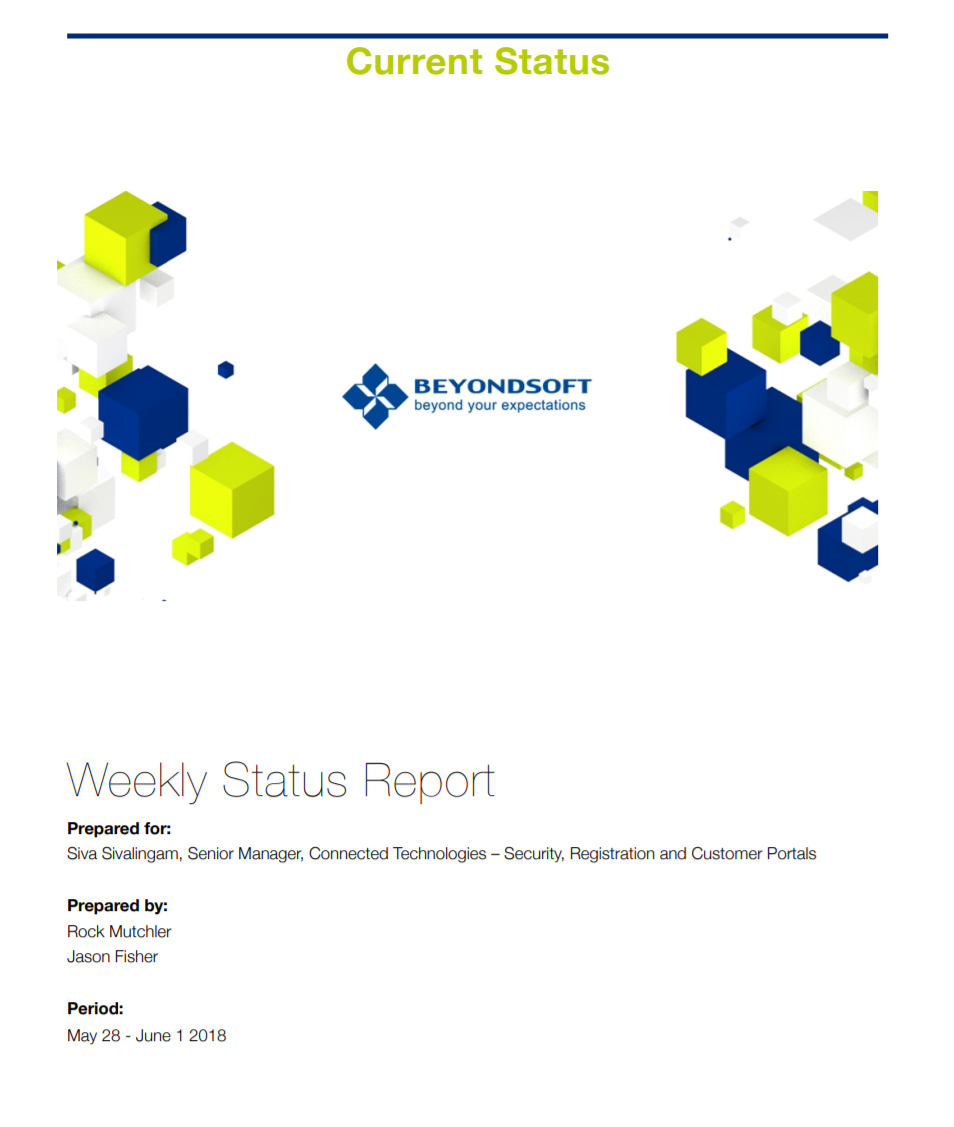 Current Status
BEYONDSOFT
beyond your expectations
Weekly Status Report
Prepared for:
Siva Sivalingam, Senior Manager, Connected Technologies – Security, Registration and Customer Portals
Prepared by:
Rock Mutchler
Jason Fisher
Period:
May 28 - June 1 2018